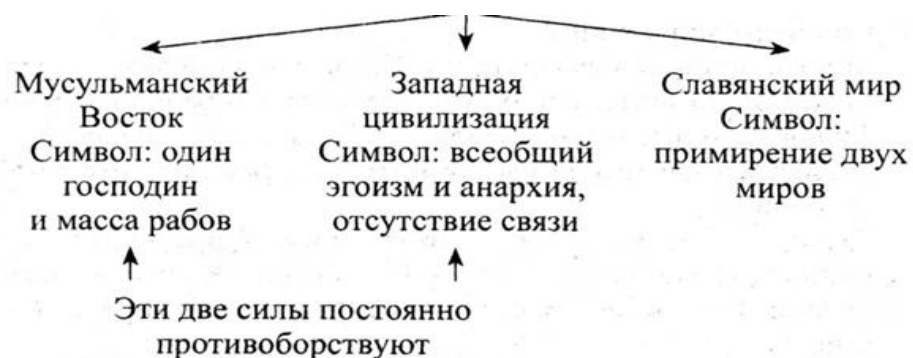 Мусульманский
Восток
Символ: один
господин
и масса рабов
Западная
цивилизация
Символ: всеобщий
эгоизм и анархия,
отсутствие связи
Славянский мир
Символ:
примирение двух
миров
Эти две силы постоянно
противоборствуют